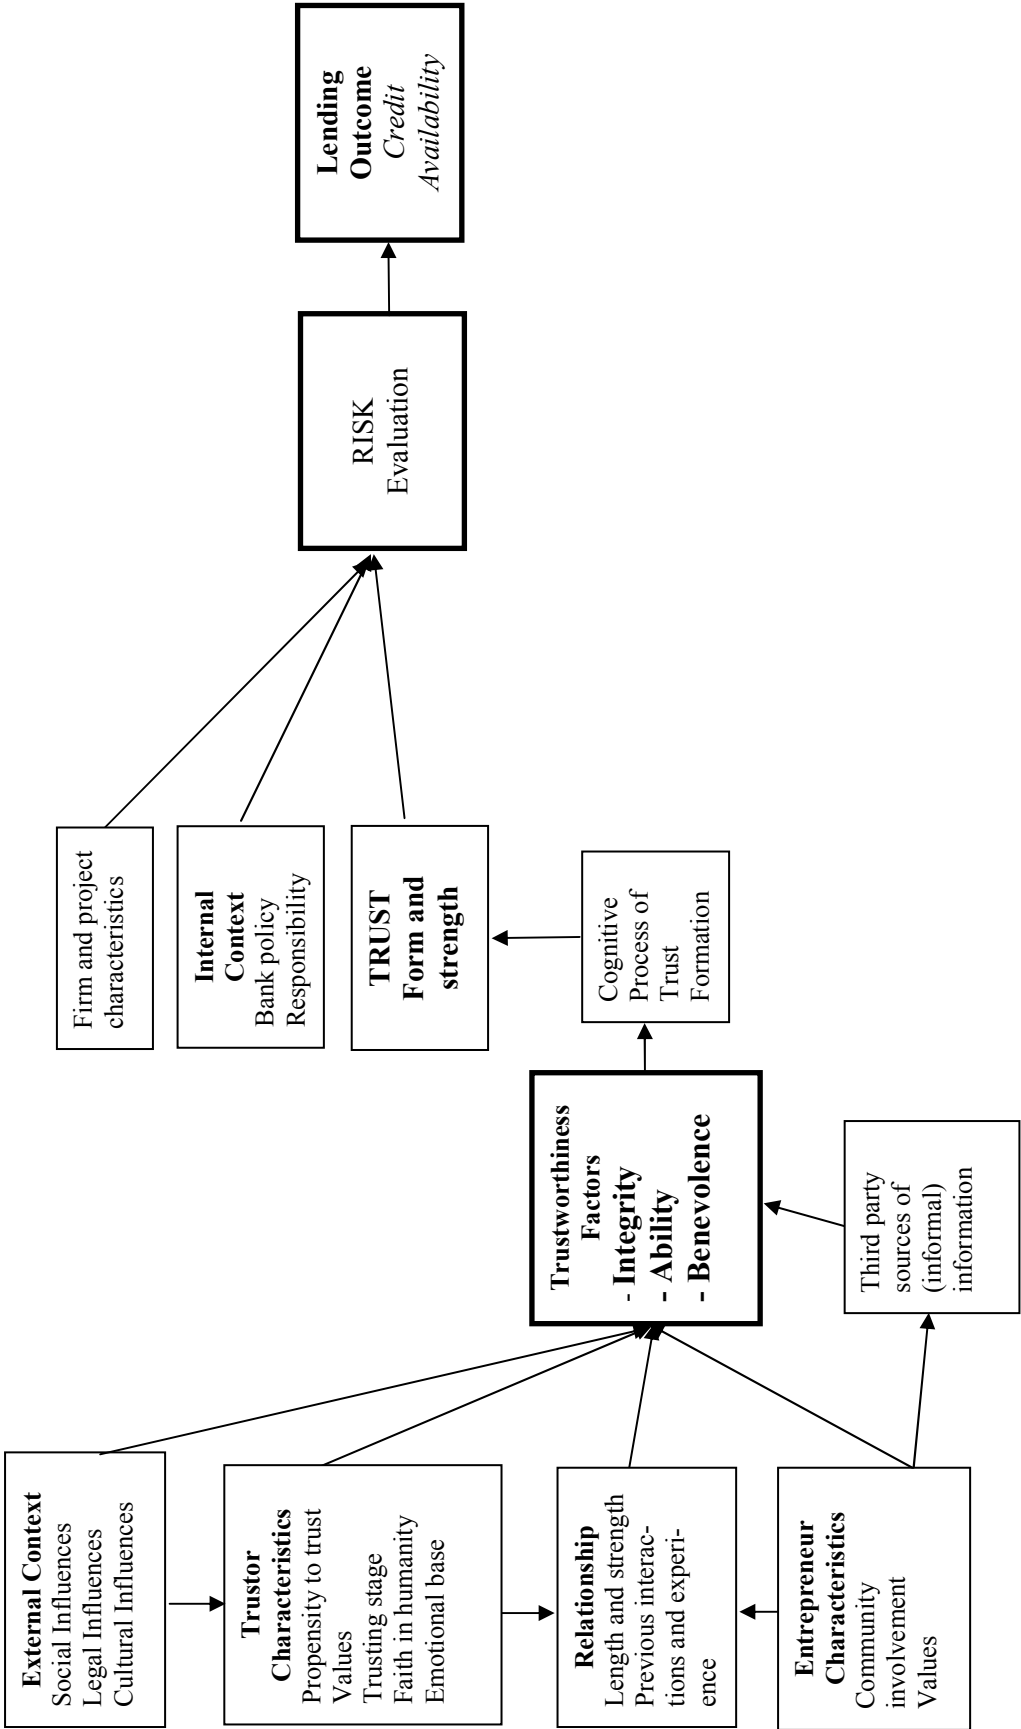 External Context
Social Influences
Legal Influences
Cultural Influences
Trustor
Characteristics
Propensity to trust
Values
Trusting stage
Faith in humanity
Emotional base
Relationship
Length and strength
Previous interac-
tions and experi-
ence
Entrepreneur
Characteristics
Community
involvement
Values
Trustworthiness
Factors
- Integrity
- Ability
- Benevolence
Third party
sources of
(informal)
information
Cognitive
Process of
Trust
Formation
Firm and project
characteristics
Internal
Context
Bank policy
Responsibility
TRUST
Form and
strength
RISK
Evaluation
Lending
Outcome
Credit
Availability